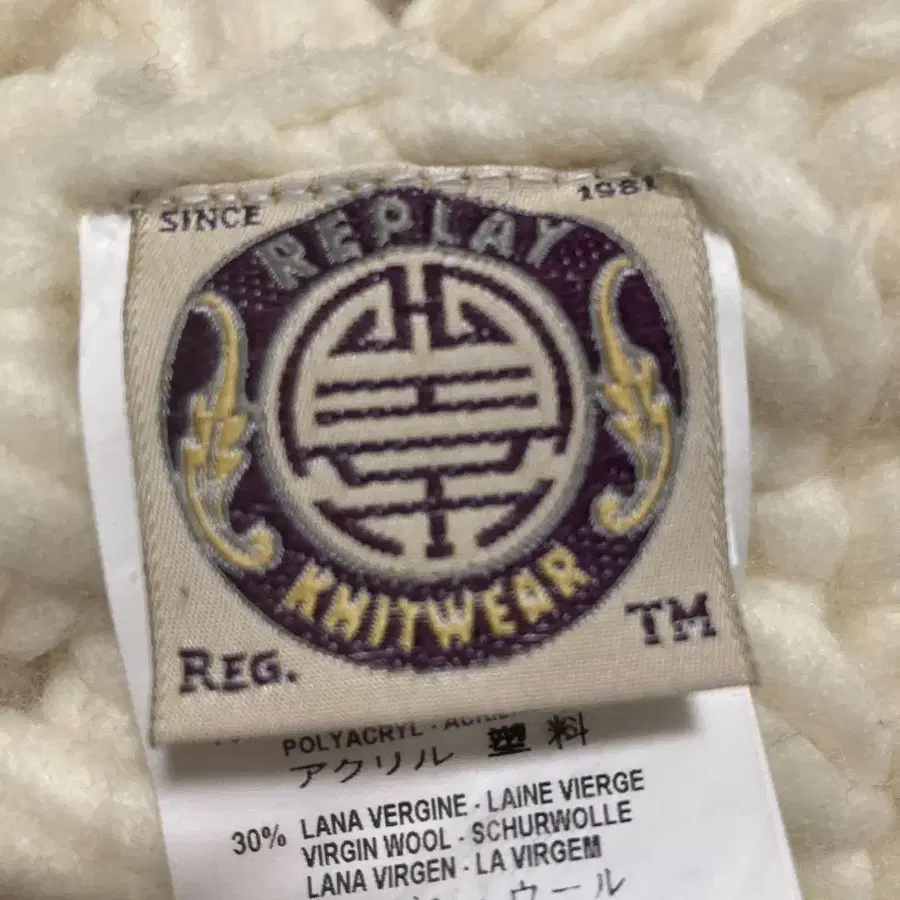 SINCE 1981
REPLAY
KNITWEAR
REG. TM
POLYACRYL -
アクリル 塑料
30% LANA VERGINE - LAINE VIERGE
VIRGIN WOOL - SCHURWOLLE
LANA VIRGEN - LA VIRGEM
ウール